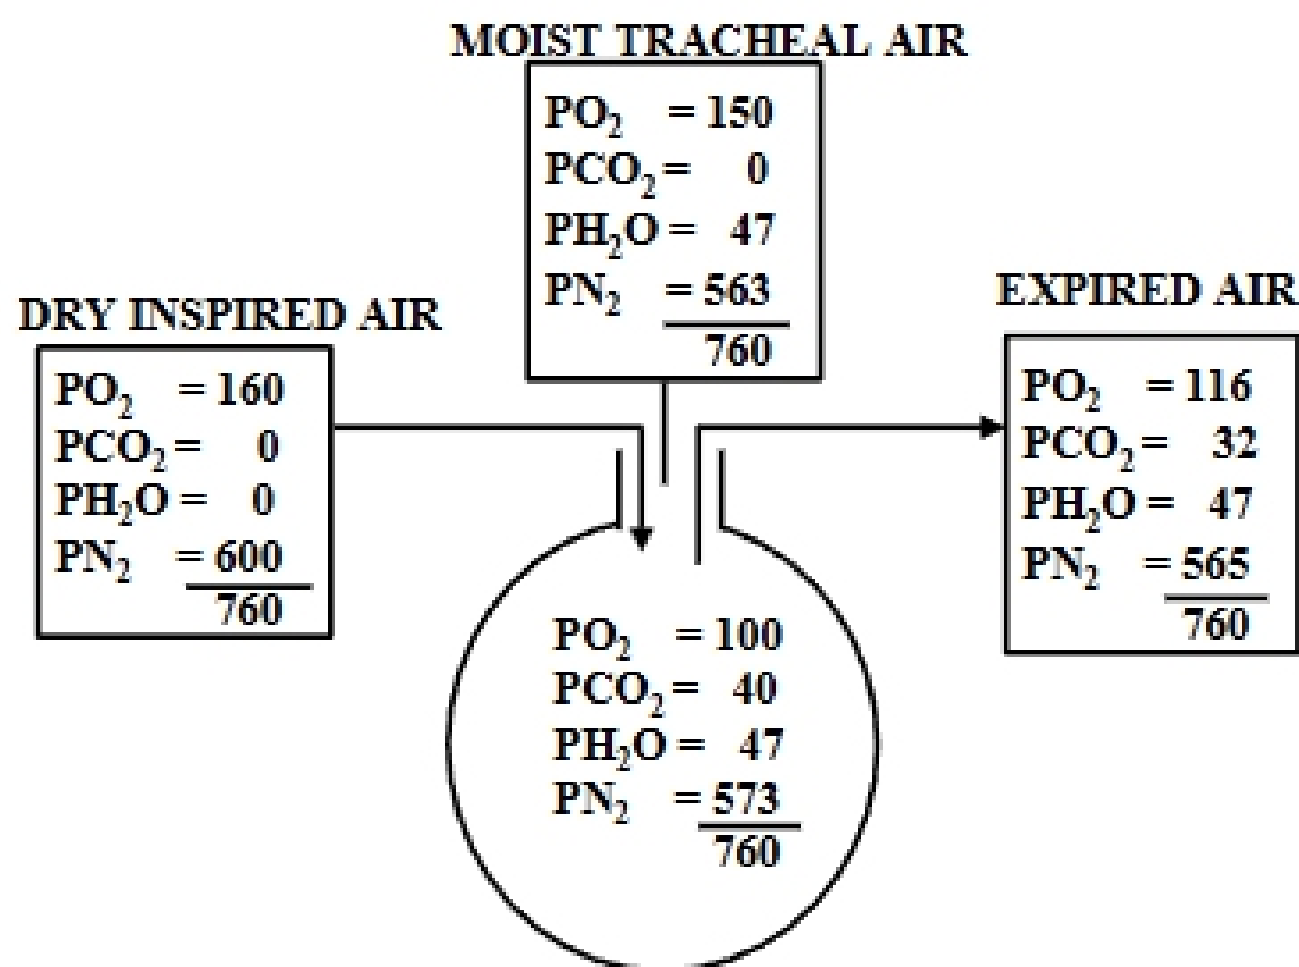 MOIST TRACHEAL AIR
PO₂ = 150
PCO₂ = 0
PH₂O = 47
PN₂ = 563
760
DRY INSPIRED AIR
PO₂ = 160
PCO₂ = 0
PH₂O = 0
PN₂ = 600
760
EXPIRED AIR
PO₂ = 116
PCO₂ = 32
PH₂O = 47
PN₂ = 565
760
PO₂ = 100
PCO₂ = 40
PH₂O = 47
PN₂ = 573
760